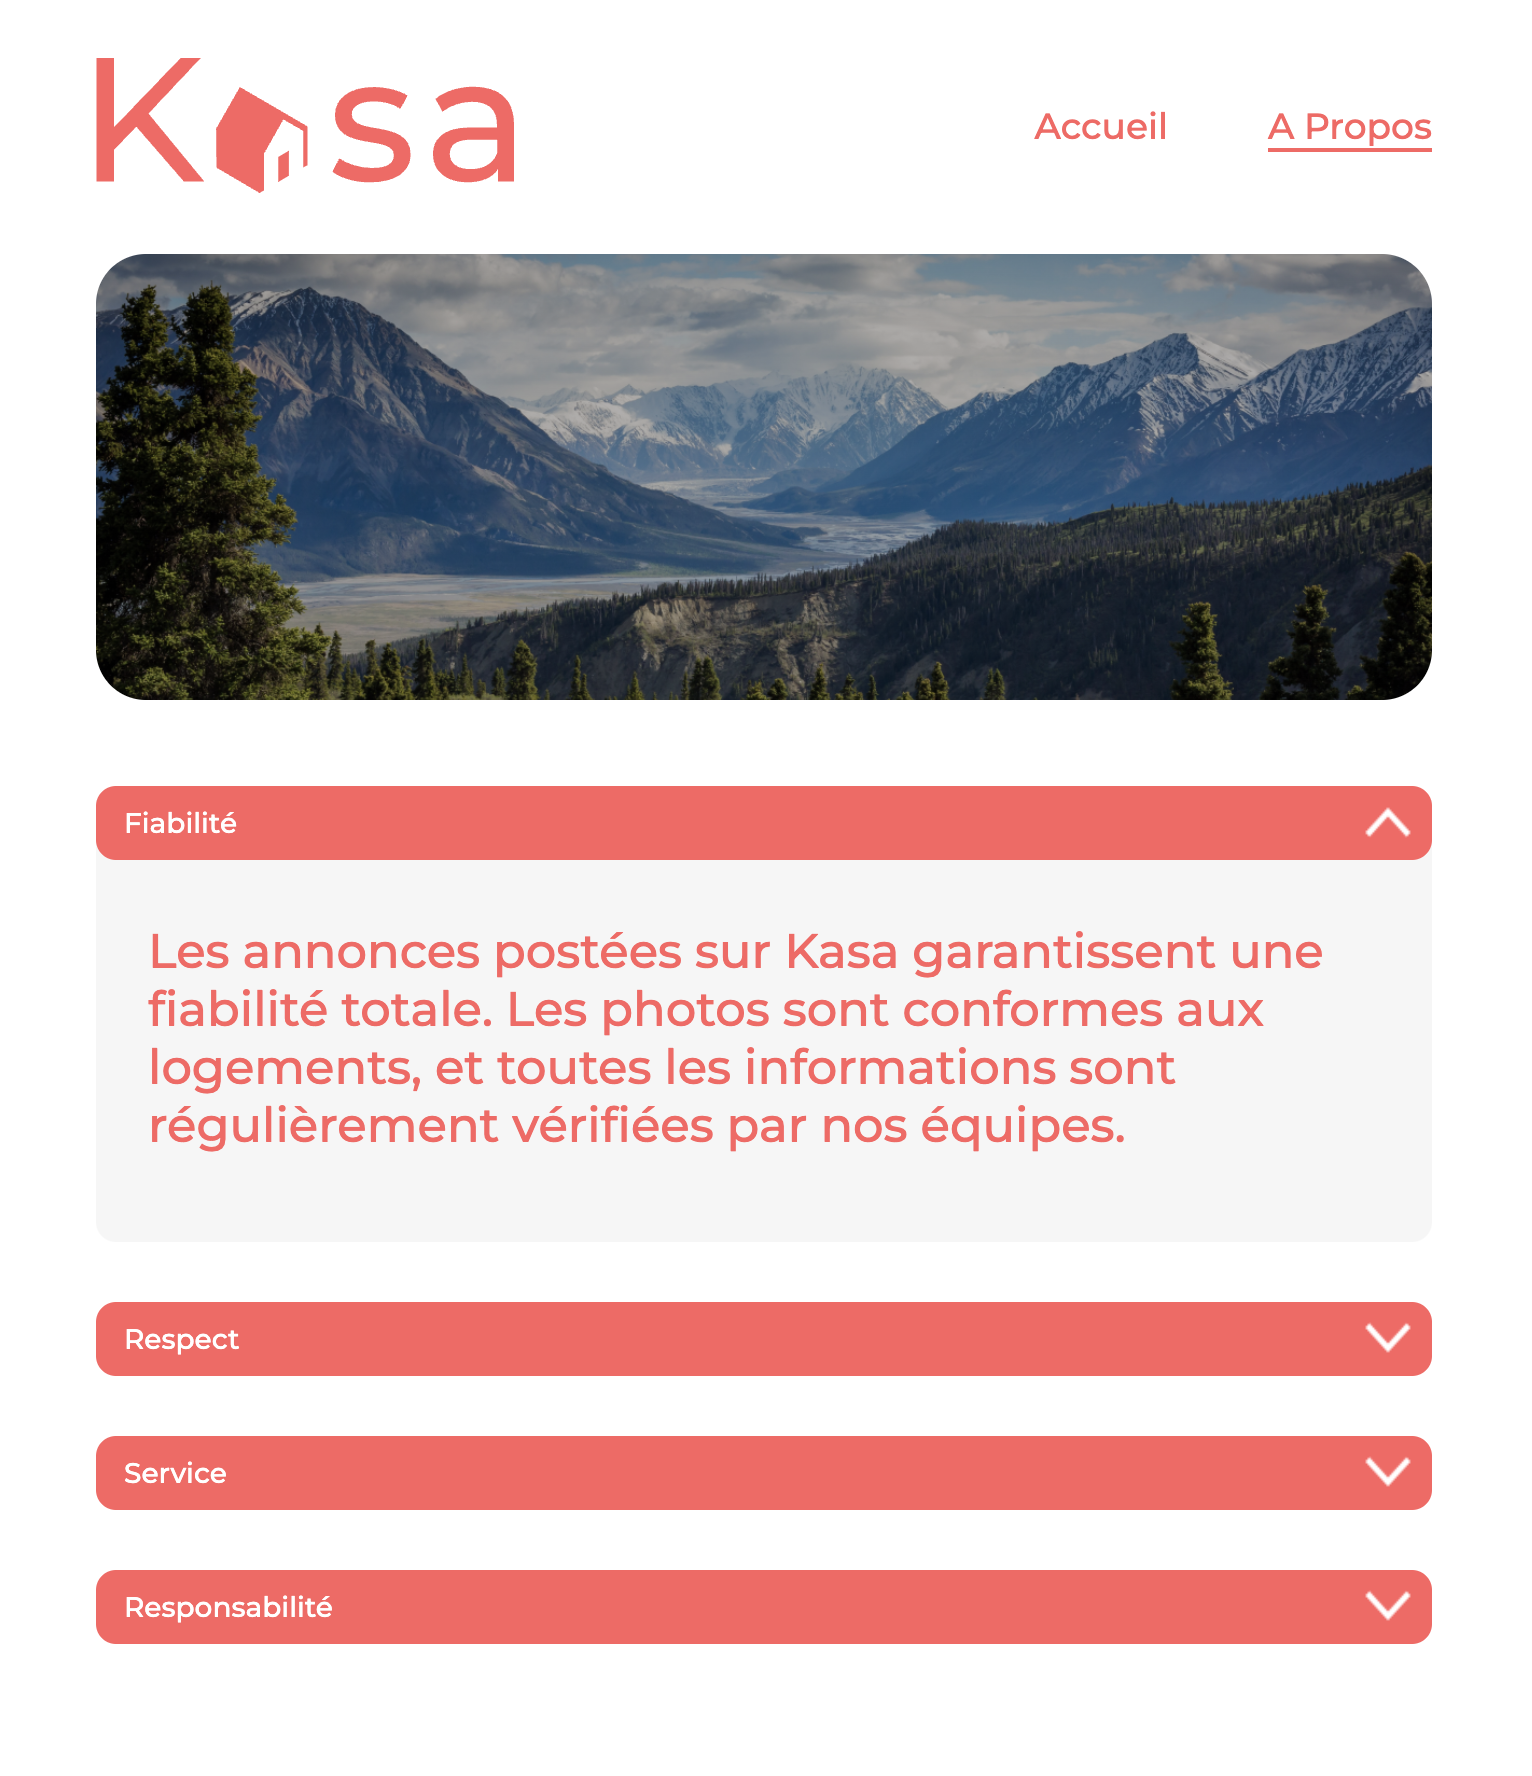 Kasa
Accueil
A Propos
Fiabilité
Les annonces postées sur Kasa garantissent une
fiabilité totale. Les photos sont conformes aux
logements, et toutes les informations sont
régulièrement vérifiées par nos équipes.
Respect
Service
Responsabilité